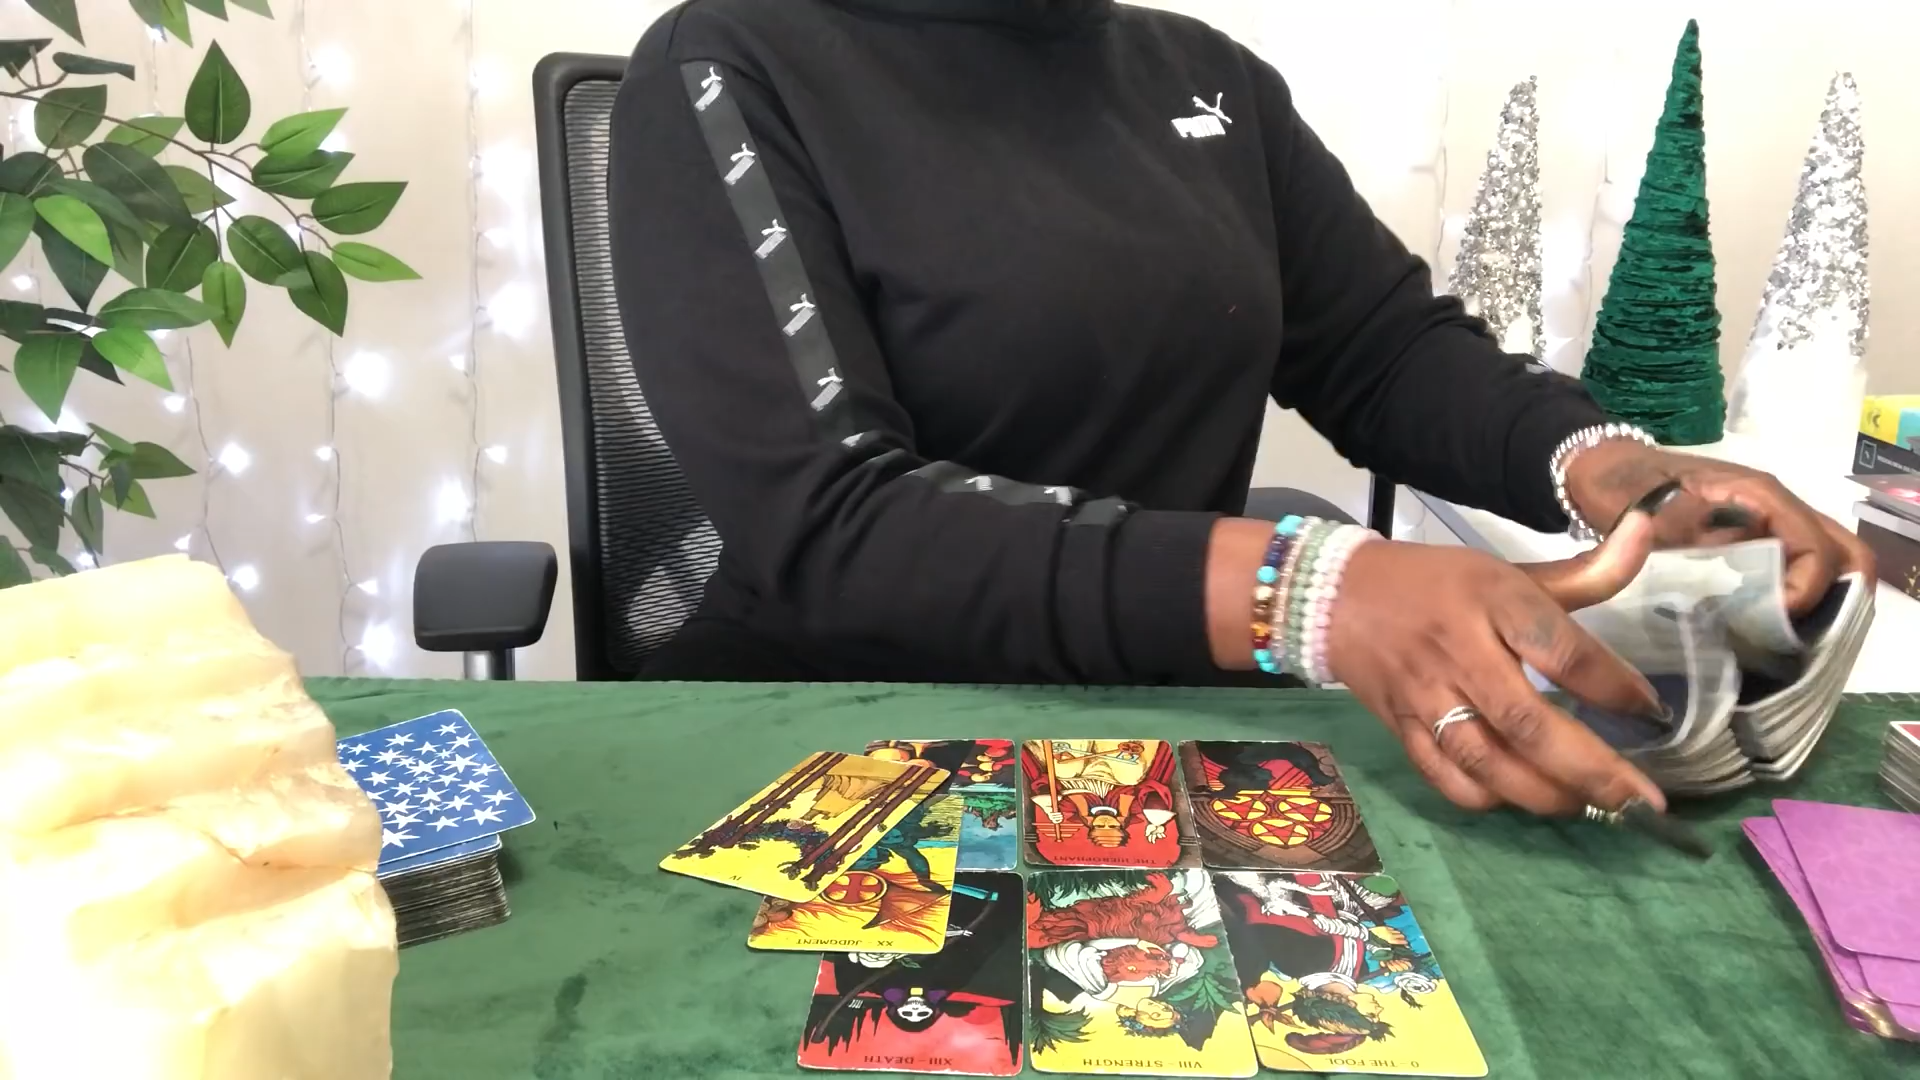 PUMA
THE HIEROPHANT
IV
XX - JUDGMENT
XIII - DEATH
VIII - STRENGTH
0 - THE FOOL